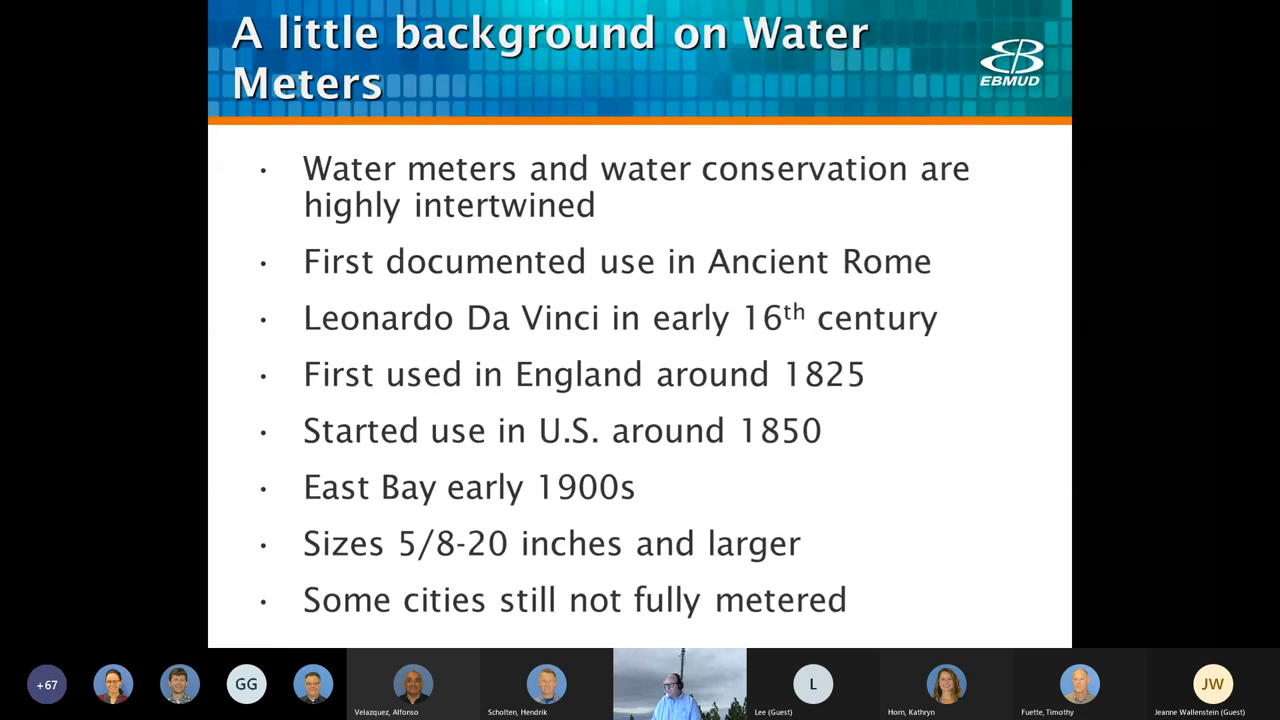 A little background on Water
Meters
EBMUD
· Water meters and water conservation are
highly intertwined
· First documented use in Ancient Rome
· Leonardo Da Vinci in early 16th century
· First used in England around 1825
· Started use in U.S. around 1850
· East Bay early 1900s
· Sizes 5/8-20 inches and larger
· Some cities still not fully metered
+67
GG
L
JW
Velazquez, Alfonso
Scholten, Hendrik
Lee (Guest)
Horn, Kathryn
Fuette, Timothy
Jeanne Wallenstein (Guest)